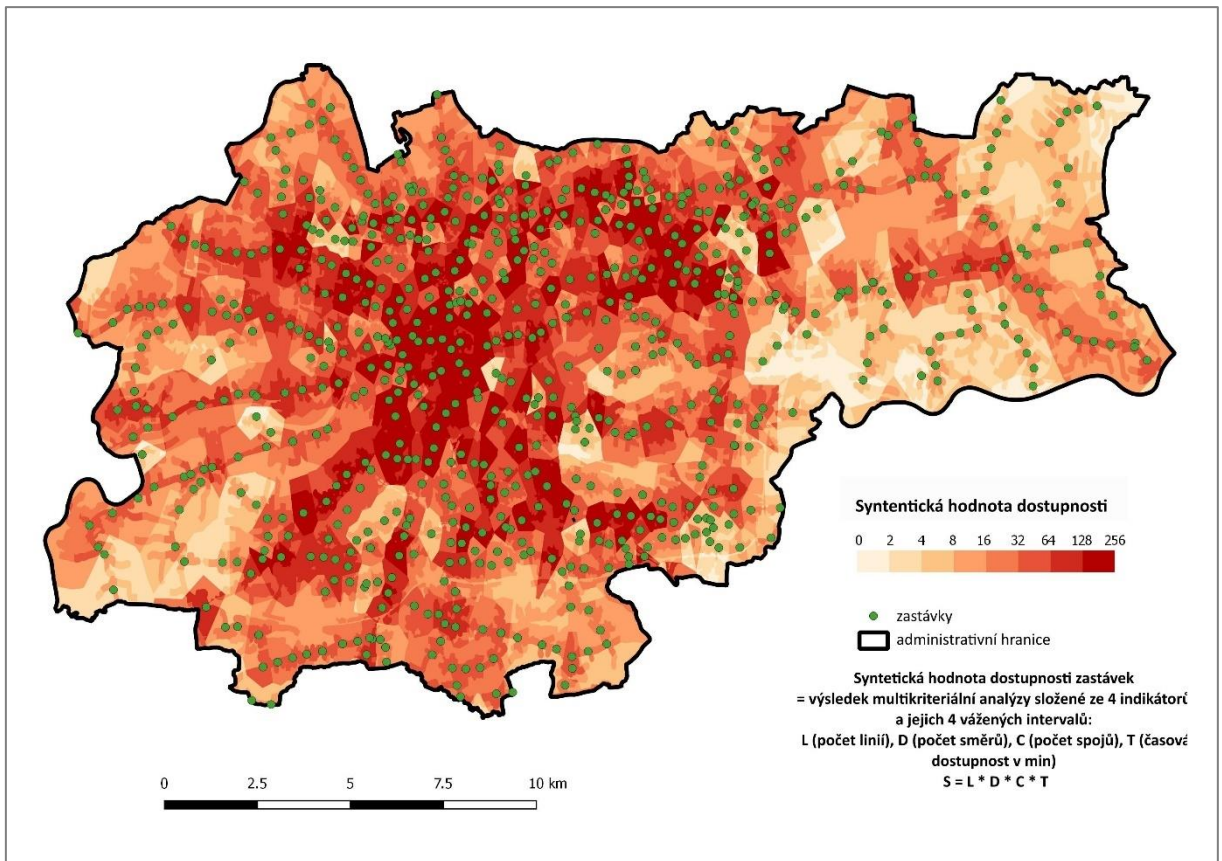 Syntentická hodnota dostupnosti
0 2 4 8 16 32 64 128 256
zastávky
administrativní hranice
Syntetická hodnota dostupnosti zastávek
= výsledek multikriteriální analýzy složené ze 4 indikátorů
a jejich 4 vážených intervalů:
L (počet linií), D (počet směrů), C (počet spojů), T (časová
dostupnost v min)
S = L * D * C * T
0 2.5 5 7.5 10 km